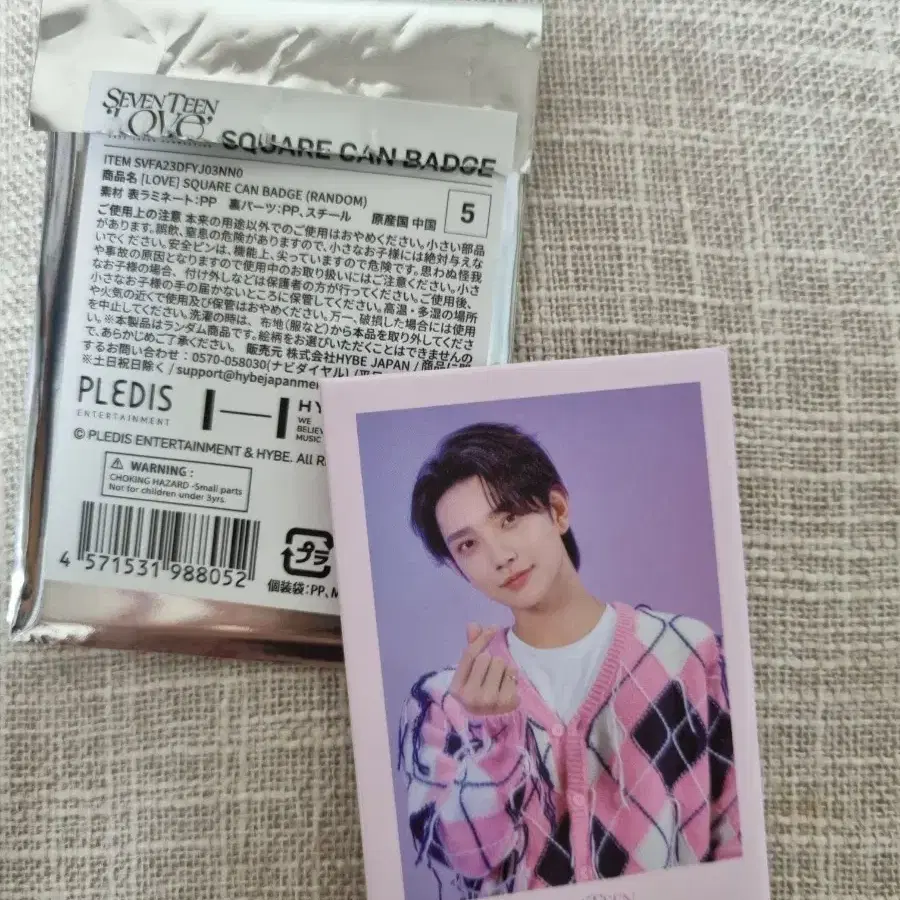 SEVENTEEN
"LOVE"
SQUARE CAN BADGE
ITEM SVFA23DFYJ03NN0
商品名 [LOVE] SQUARE CAN BADGE (RANDOM)
素材 表ラミネート:PP 裏パーツ:PP、スチール 原産国 中国
5
ご使用上の注意 本来の用途以外でのご使用はおやめください。小さい部品
があります。誤飲、窒息の危険がありますので、小さなお子様には絶対与えな
いでください。安全ピンは、機能上、尖っていますので危険です。思わぬ怪我
や事故の原因となりますので使用中のお取り扱いにはご注意ください。小さ
なお子様の場合、付け外しなどは保護者の方が行ってください。ご使用後、
小さなお子様の手の届かないところに保管してください。高温・多湿の場所
や火気の近くで使用及び保管はおやめください。万一、破損した場合には使用
を中止してください。洗濯の時は、布地(服など)から本品を取り外してくださ
い。※本製品はランダム商品です。絵柄をお選びいただくことはできませんの
で、あらかじめご了承ください。 販売元 株式会社HYBE JAPAN / 商品に関
するお問い合わせ:0570-058030(ナビダイヤル)
※土日祝日除く / support@hybejapanmer
PLEDIS
ENTERTAINMENT
HY
WE
BELIEV
MUSIC
© PLEDIS ENTERTAINMENT & HYBE. All Ri
⚠ WARNING :
CHOKING HAZARD -Small parts
Not for children under 3yrs.
4 571531 988052
プラ
個装袋:PP、M